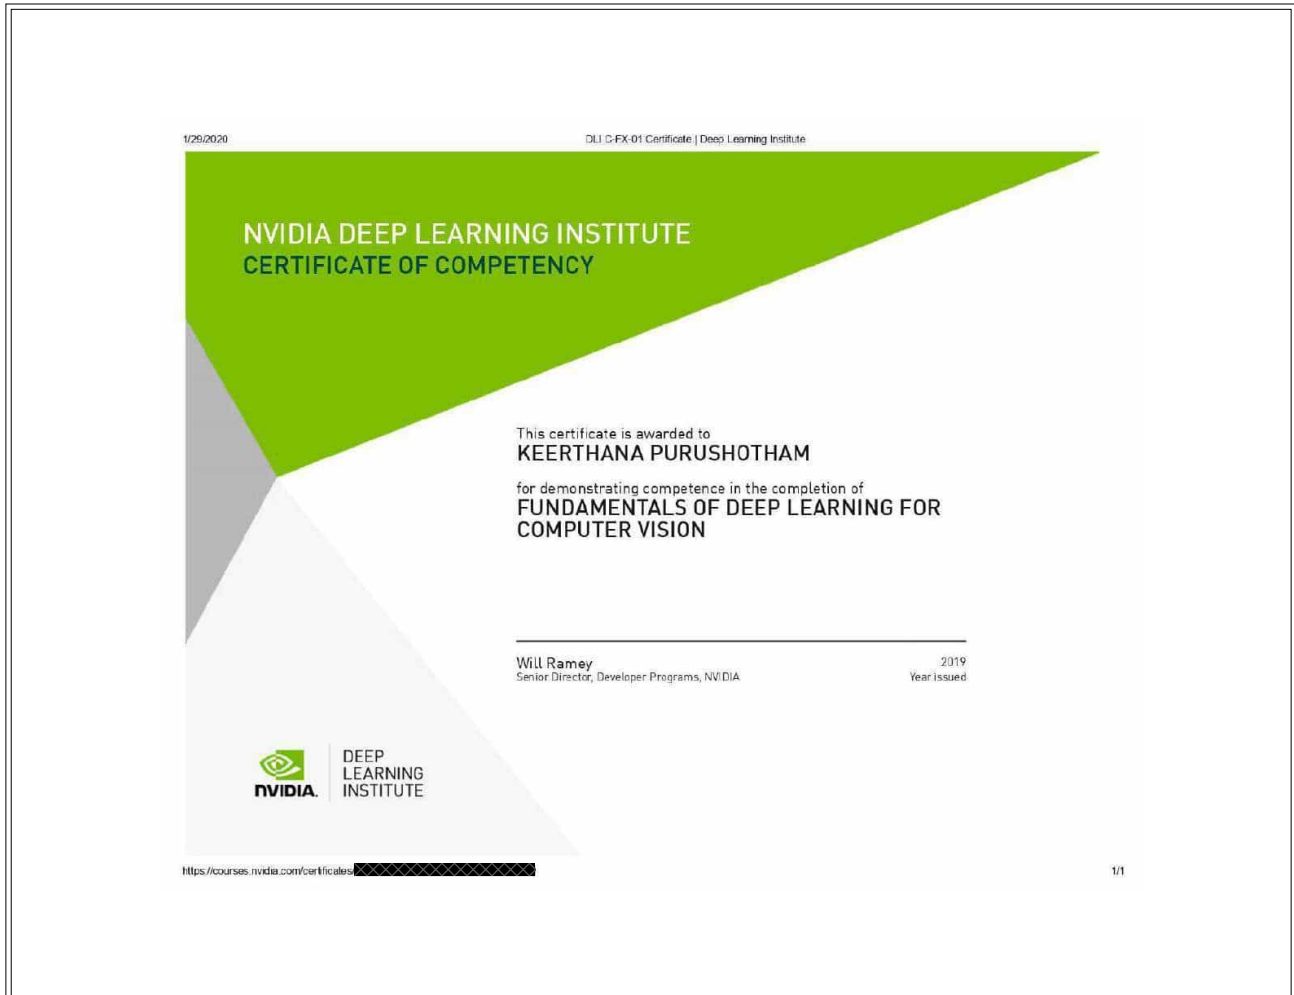 1/29/2020
DLI C-FX-01 Certificate | Deep Learning Institute
NVIDIA DEEP LEARNING INSTITUTE
CERTIFICATE OF COMPETENCY
This certificate is awarded to
KEERTHANA PURUSHOTHAM
for demonstrating competence in the completion of
FUNDAMENTALS OF DEEP LEARNING FOR
COMPUTER VISION
Will Ramey
2019
Senior Director, Developer Programs, NVIDIA
Year issued
NVIDIA.
DEEP
LEARNING
INSTITUTE
https://courses.nvidia.com/certificates/
1/1